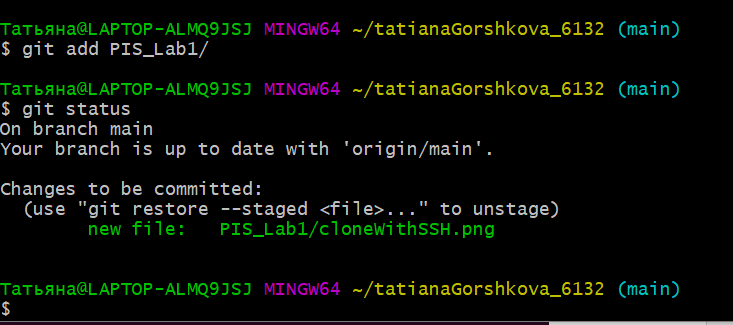 Татьяна@LAPTOP-ALMQ9JSJ MINGW64 ~/tatianaGorshkova_6132 (main)
$ git add PIS_Lab1/
Татьяна@LAPTOP-ALMQ9JSJ MINGW64 ~/tatianaGorshkova_6132 (main)
$ git status
On branch main
Your branch is up to date with 'origin/main'.
Changes to be committed:
  (use "git restore --staged <file>..." to unstage)
        new file:   PIS_Lab1/cloneWithSSH.png
Татьяна@LAPTOP-ALMQ9JSJ MINGW64 ~/tatianaGorshkova_6132 (main)
$